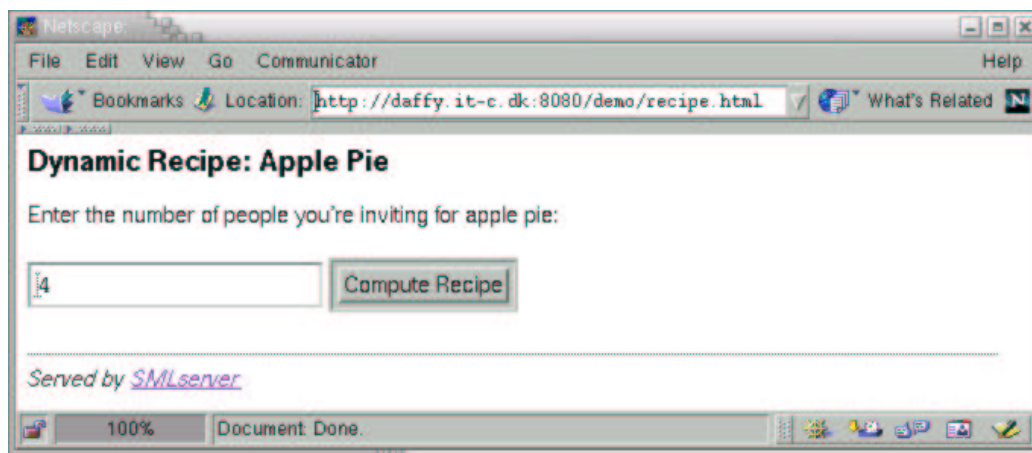 Netscape:
File Edit View Go Communicator Help
Bookmarks Location: http://daffy.it-c.dk:8080/demo/recipe.html What's Related N
Dynamic Recipe: Apple Pie
Enter the number of people you're inviting for apple pie:
4 Compute Recipe
Served by SMLserver
100% Document: Done.